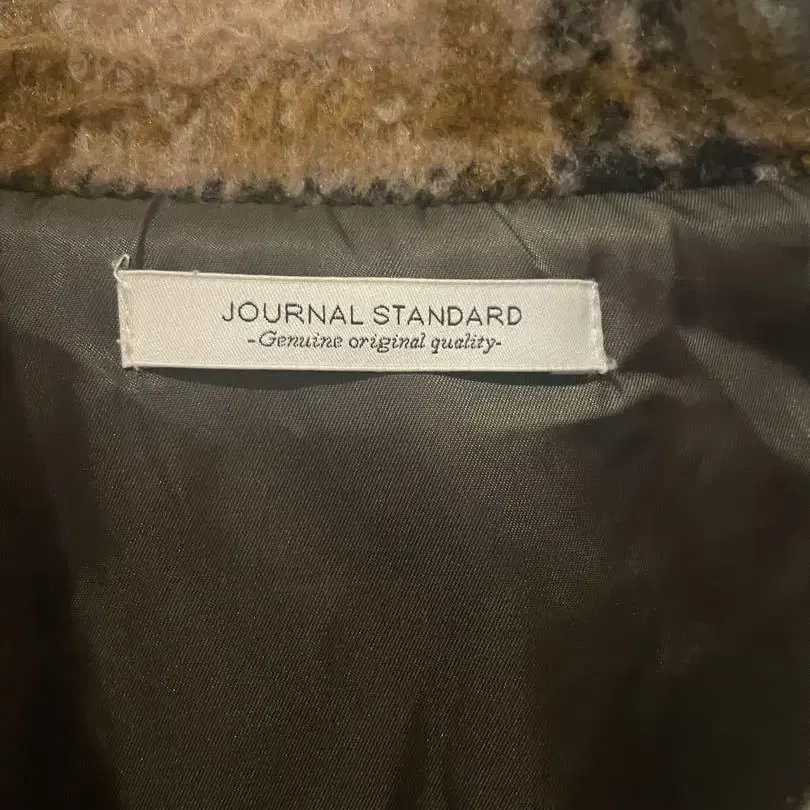 JOURNAL STANDARD
-Genuine original quality-